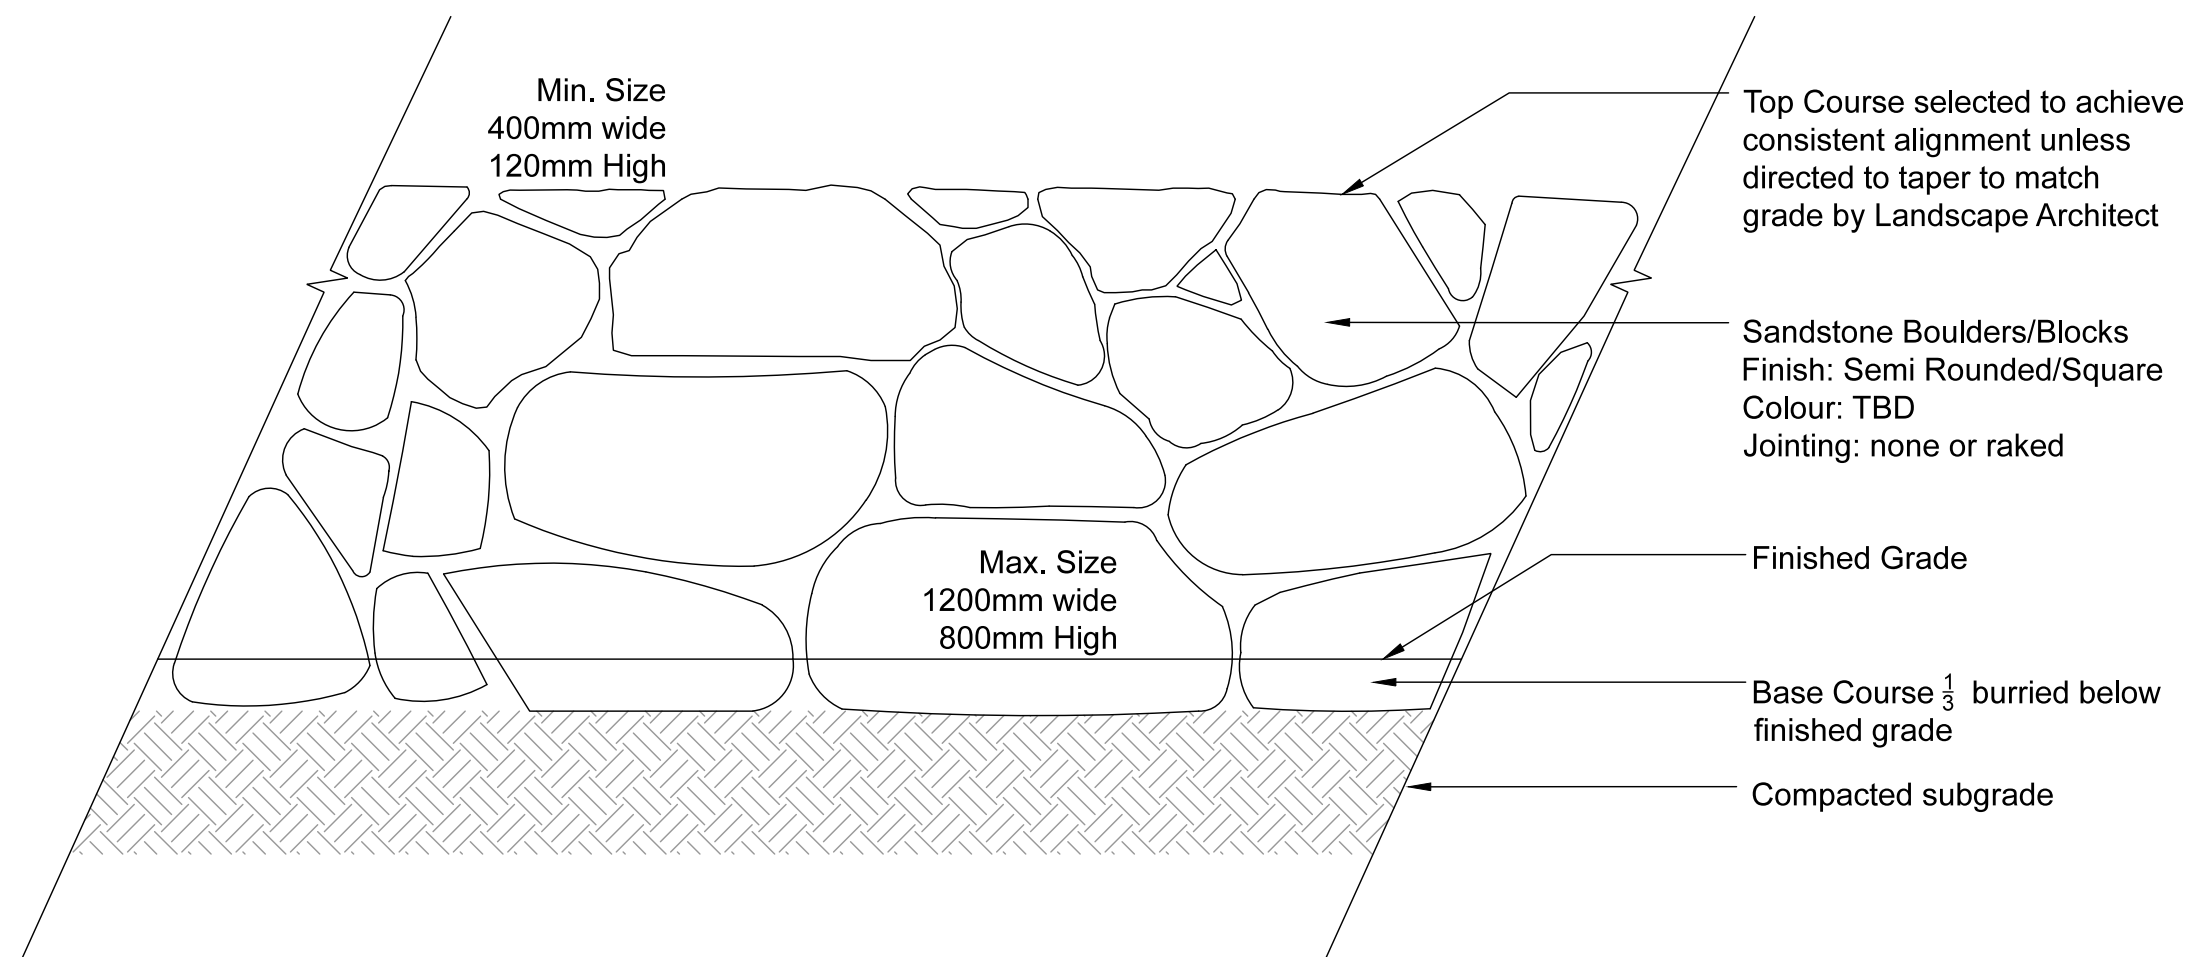 Min. Size
400mm wide
120mm High
Top Course selected to achieve
consistent alignment unless
directed to taper to match
grade by Landscape Architect
Sandstone Boulders/Blocks
Finish: Semi Rounded/Square
Colour: TBD
Jointing: none or raked
Max. Size
1200mm wide
800mm High
Finished Grade
Base Course 1/3 burried below
finished grade
Compacted subgrade